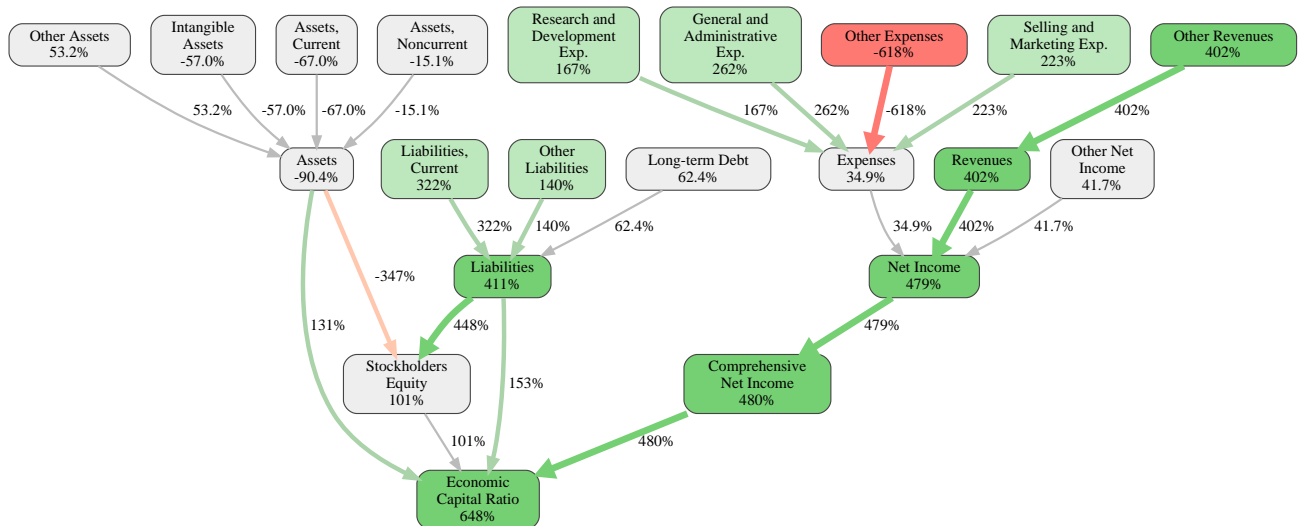 Other Assets
53.2%
Intangible
Assets
-57.0%
Assets,
Current
-67.0%
Assets,
Noncurrent
-15.1%
Research and
Development
Exp.
167%
General and
Administrative
Exp.
262%
Other Expenses
-618%
Selling and
Marketing Exp.
223%
Other Revenues
402%
53.2%
-57.0%
-67.0%
-15.1%
167%
262%
-618%
223%
402%
Assets
-90.4%
Liabilities,
Current
322%
Other
Liabilities
140%
Long-term Debt
62.4%
Expenses
34.9%
Revenues
402%
Other Net
Income
41.7%
322%
140%
62.4%
34.9%
402%
41.7%
-347%
Liabilities
411%
Net Income
479%
131%
448%
479%
Stockholders
Equity
101%
153%
Comprehensive
Net Income
480%
101%
480%
Economic
Capital Ratio
648%